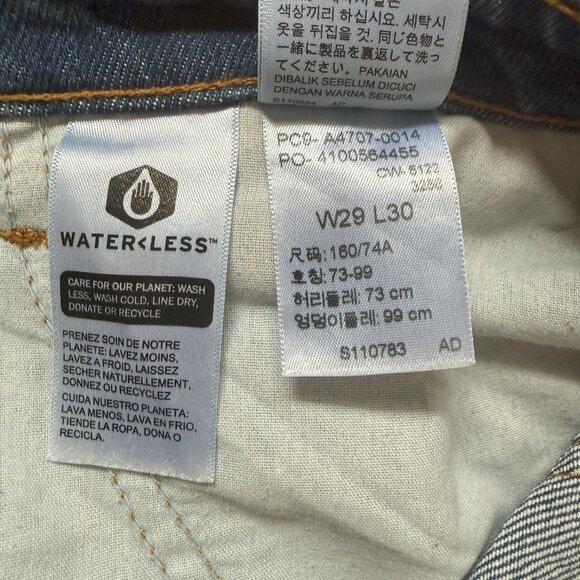 색상끼리 하십시오. 세탁시
옷을 뒤집을 것. 同じ色物と
一緒に製品を裏返して洗っ
てください。PAKAIAN
DIBALIK SEBELUM DICUCI
DENGAN WARNA SERUPA.
AD
PC9- A4707-0014
PO- 4100564455
CW- 6122
3250
W29 L30
尺码: 160/74A
호칭: 73-99
허리둘레: 73 cm
엉덩이둘레: 99 cm
S110783 AD
WATER<LESS™
CARE FOR OUR PLANET: WASH
LESS, WASH COLD, LINE DRY,
DONATE OR RECYCLE
PRENEZ SOIN DE NOTRE
PLANETE: LAVEZ MOINS,
LAVEZ A FROID, LAISSEZ
SECHER NATURELLEMENT,
DONNEZ OU RECYCLEZ
CUIDA NUESTRO PLANETA:
LAVA MENOS, LAVA EN FRIO,
TIENDE LA ROPA, DONA O
RECICLA.